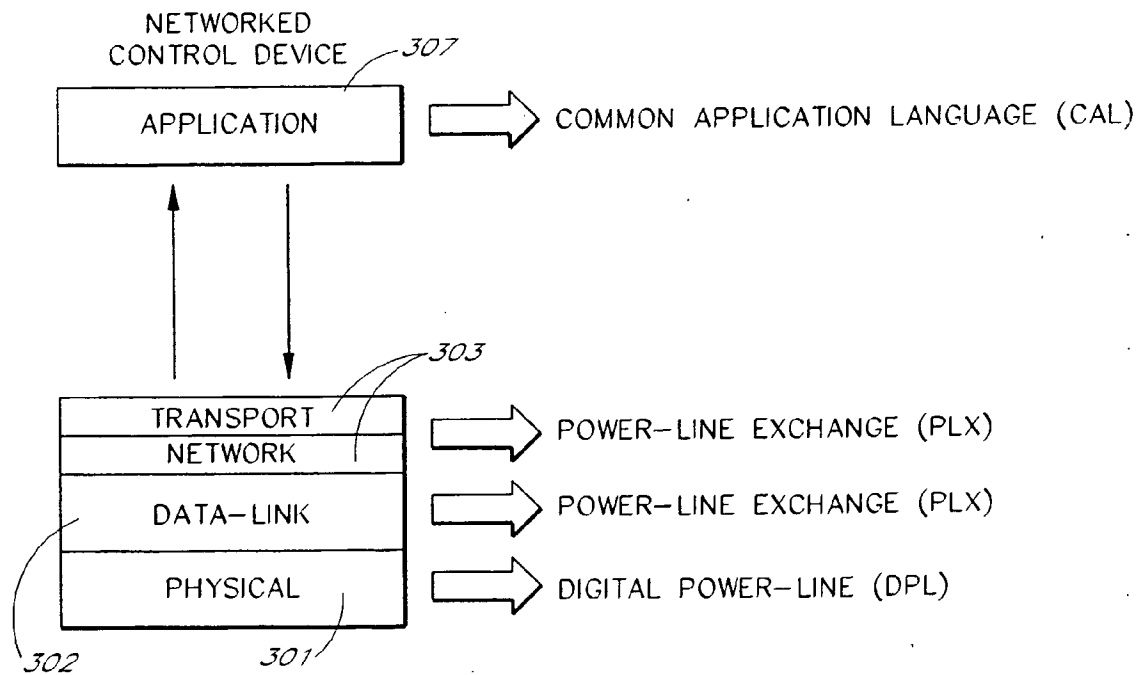 NETWORKED
CONTROL DEVICE
307
APPLICATION
COMMON APPLICATION LANGUAGE (CAL)
303
TRANSPORT
POWER-LINE EXCHANGE (PLX)
NETWORK
DATA-LINK
POWER-LINE EXCHANGE (PLX)
PHYSICAL
DIGITAL POWER-LINE (DPL)
302
301